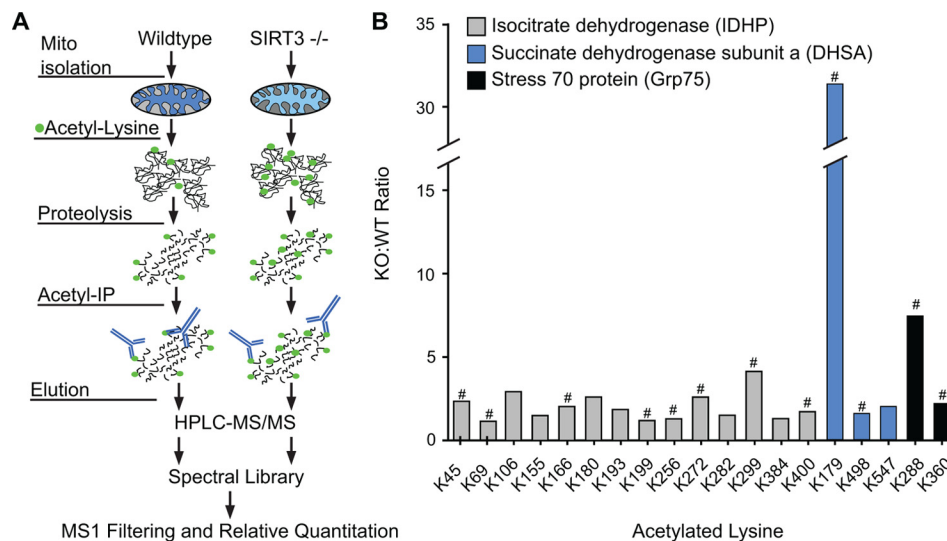 A
Wildtype
SIRT3 -/-
Mito
isolation
Acetyl-Lysine
Proteolysis
Acetyl-IP
Elution
HPLC-MS/MS
Spectral Library
MS1 Filtering and Relative Quantitation
B
Isocitrate dehydrogenase (IDHP)
Succinate dehydrogenase subunit a (DHSA)
Stress 70 protein (Grp75)
KO:WT Ratio
35
30
15
10
5
0
# # # # # # # # # # # #
K45 K69 K106 K155 K166 K180 K193 K199 K256 K272 K282 K299 K384 K400 K179 K498 K547 K288 K360
Acetylated Lysine